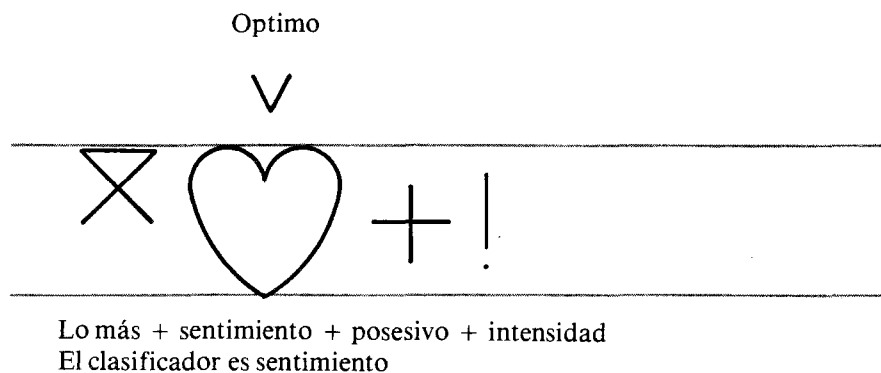 Optimo
Lo más + sentimiento + posesivo + intensidad
El clasificador es sentimiento